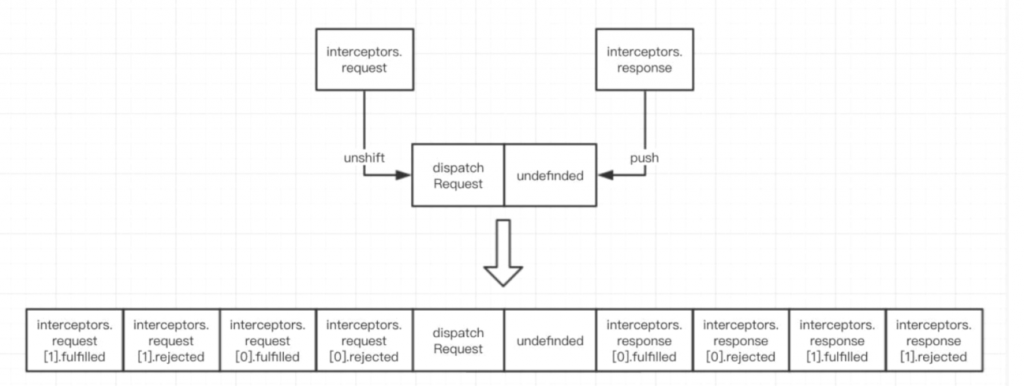 interceptors.
request
interceptors.
response
unshift
push
dispatch
Request
undefinded
interceptors.
request
[1].fulfilled
interceptors.
request
[1].rejected
interceptors.
request
[0].fulfilled
interceptors.
request
[0].rejected
dispatch
Request
undefinded
interceptors.
response
[0].fulfilled
interceptors.
response
[0].rejected
interceptors.
response
[1].fulfilled
interceptors.
response
[1].rejected